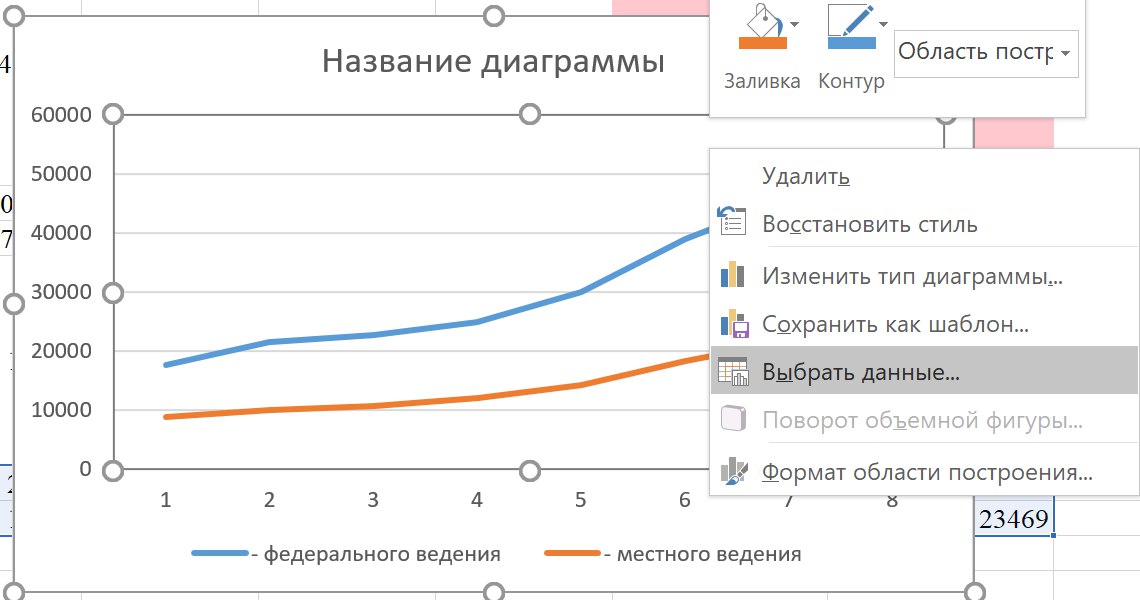 Название диаграммы
Заливка
Контур
Область постр
60000
50000
40000
30000
20000
10000
0
1
2
3
4
5
6
7
8
- федерального ведения
- местного ведения
Удалить
Восстановить стиль
Изменить тип диаграммы...
Сохранить как шаблон...
Выбрать данные...
Поворот объемной фигуры...
Формат области построения...
4
0
7
2
23469